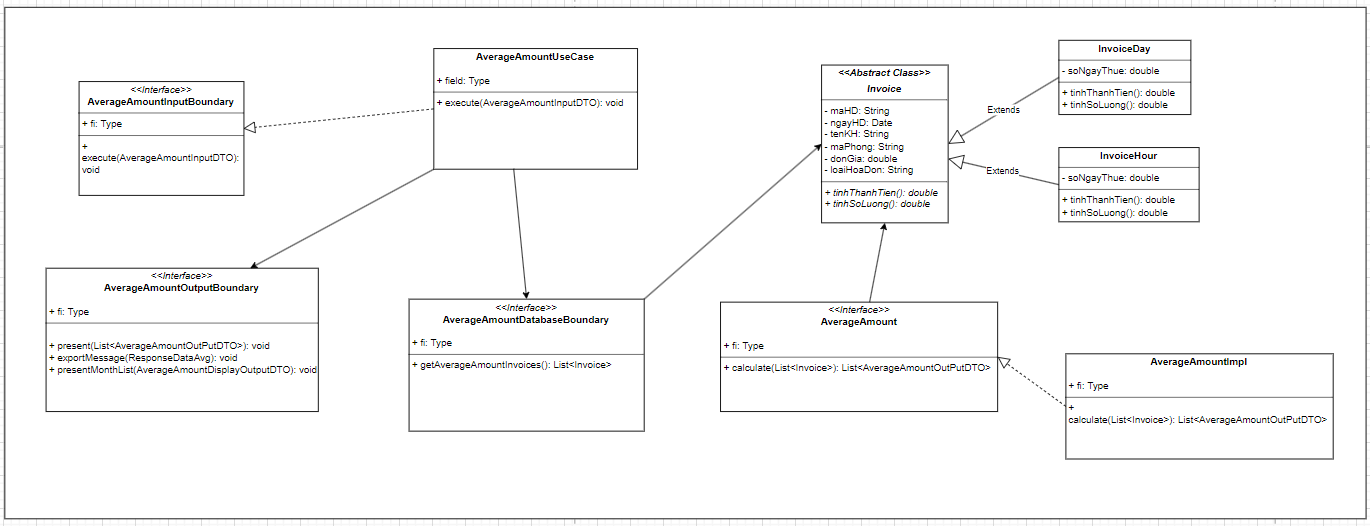 <<Interface>>
AverageAmountInputBoundary
+ fi: Type
+
execute(AverageAmountInputDTO):
void
AverageAmountUseCase
+ field: Type
+ execute(AverageAmountInputDTO): void
<<Abstract Class>>
Invoice
- maHD: String
- ngayHD: Date
- tenKH: String
- maPhong: String
- donGia: double
- loaiHoaDon: String
+ tinhThanhTien(): double
+ tinhSoLuong(): double
InvoiceDay
- soNgayThue: double
+ tinhThanhTien(): double
+ tinhSoLuong(): double
Extends
InvoiceHour
- soNgayThue: double
+ tinhThanhTien(): double
+ tinhSoLuong(): double
Extends
<<Interface>>
AverageAmountOutputBoundary
+ fi: Type
+ present(List<AverageAmountOutPutDTO>): void
+ exportMessage(ResponseDataAvg): void
+ presentMonthList(AverageAmountDisplayOutputDTO): void
<<Interface>>
AverageAmountDatabaseBoundary
+ fi: Type
+ getAverageAmountInvoices(): List<Invoice>
<<Interface>>
AverageAmount
+ fi: Type
+ calculate(List<Invoice>): List<AverageAmountOutPutDTO>
AverageAmountImpl
+ fi: Type
+
calculate(List<Invoice>): List<AverageAmountOutPutDTO>